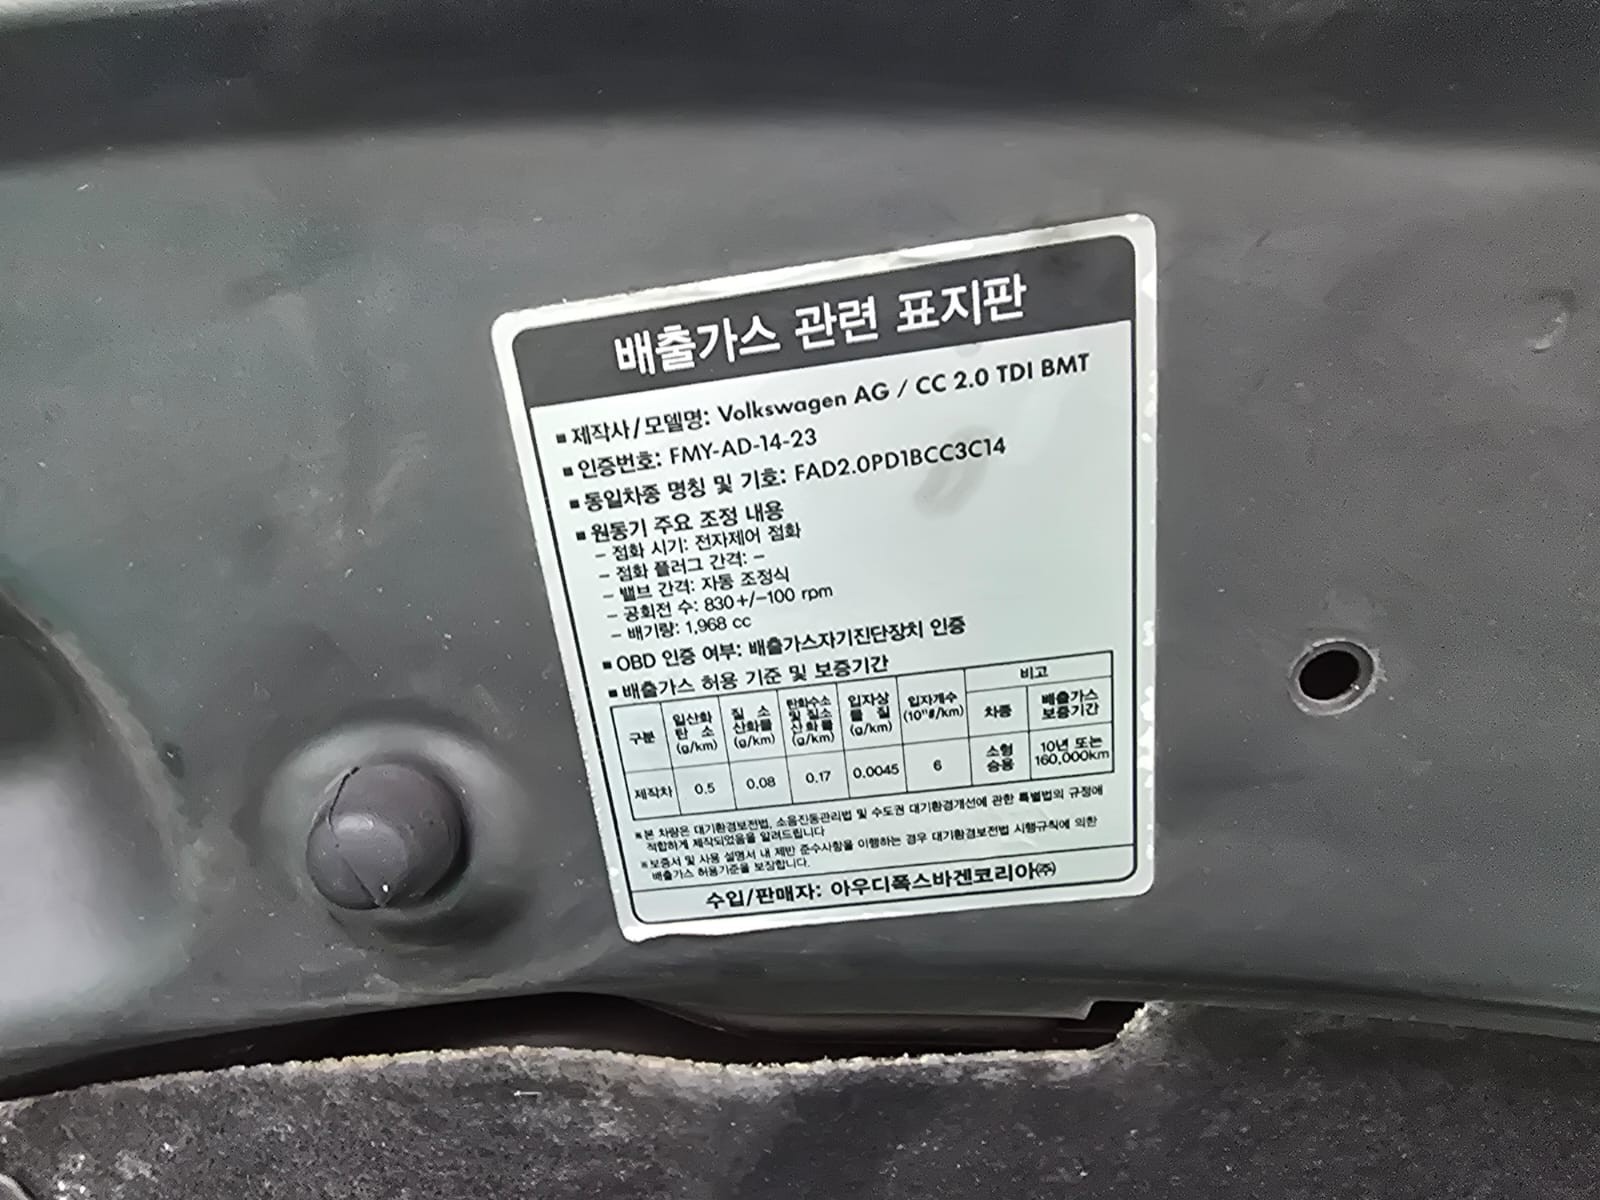 배출가스 관련 표지판
■ 제작사/모델명: Volkswagen AG / CC 2.0 TDI BMT
■ 인증번호: FMY-AD-14-23
■ 동일차종 명칭 및 기호: FAD2.0PD1BCC3C14
■ 원동기 주요 조정 내용
– 점화 시기: 전자제어 점화
– 점화 플러그 간격: –
– 밸브 간격: 자동 조정식
– 공회전 수: 830+/–100 rpm
– 배기량: 1,968 cc
■ OBD 인증 여부: 배출가스자기진단장치 인증
■ 배출가스 허용 기준 및 보증기간
구분 일산화탄소 (g/km) 질소산화물 (g/km) 탄화수소 및 질소산화물 (g/km) 입자상물질 (g/km) 입자개수 (10¹¹#/km) 비고
차종 배출가스 보증기간
제작차 0.5 0.08 0.17 0.0045 6 소형승용 10년 또는 160,000km
※본 차량은 대기환경보전법, 소음진동관리법 및 수도권 대기환경개선에 관한 특별법의 규정에
적합하게 제작되었음을 알려드립니다
※보증서 및 사용 설명서 내 제반 준수사항을 이행하는 경우 대기환경보전법 시행규칙에 의한
배출가스 허용기준을 보장합니다.
수입/판매자: 아우디폭스바겐코리아㈜